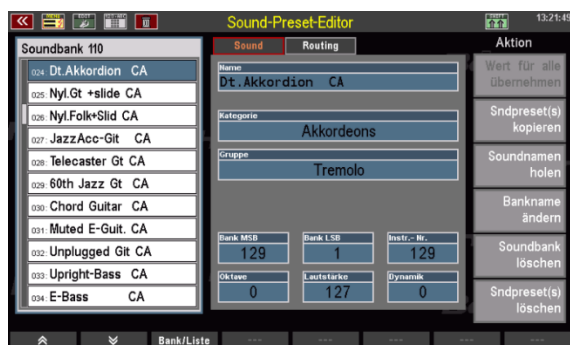 Sound-Preset-Editor
13:21:49
Soundbank 110
024: Dt.Akkordion CA
025: Nyl.Gt +slide CA
026: Nyl.Folk+Slid CA
027: JazzAcc-Git CA
028: Telecaster Gt CA
029: 60th Jazz Gt CA
030: Chord Guitar CA
031: Muted E-Guit. CA
032: Unplugged Git CA
033: Upright-Bass CA
034: E-Bass CA
Sound
Routing
Name
Dt.Akkordion CA
Kategorie
Akkordeons
Gruppe
Tremolo
Bank MSB
129
Bank LSB
1
Instr.- Nr.
129
Oktave
0
Lautstärke
127
Dynamik
0
Aktion
Wert für alle
übernehmen
Sndpreset(s)
kopieren
Soundnamen
holen
Bankname
ändern
Soundbank
löschen
Sndpreset(s)
löschen
Bank/Liste
---
---
---
---
---